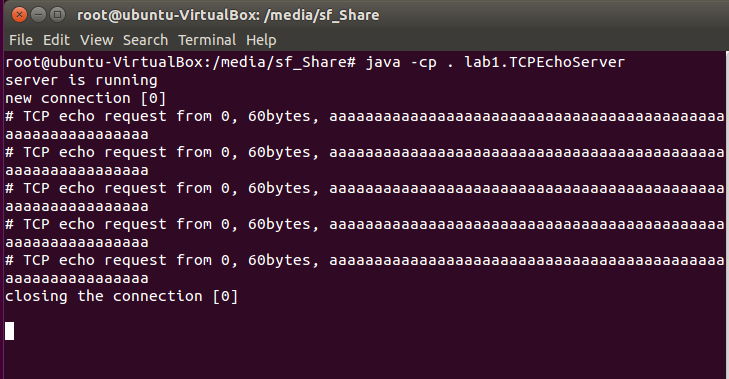 root@ubuntu-VirtualBox: /media/sf_Share
File Edit View Search Terminal Help
root@ubuntu-VirtualBox:/media/sf_Share# java -cp . lab1.TCPEchoServer
server is running
new connection [0]
# TCP echo request from 0, 60bytes, aaaaaaaaaaaaaaaaaaaaaaaaaaaaaaaaaaaaaaaaaaaa
aaaaaaaaaaaaaaaa
# TCP echo request from 0, 60bytes, aaaaaaaaaaaaaaaaaaaaaaaaaaaaaaaaaaaaaaaaaaaa
aaaaaaaaaaaaaaaa
# TCP echo request from 0, 60bytes, aaaaaaaaaaaaaaaaaaaaaaaaaaaaaaaaaaaaaaaaaaaa
aaaaaaaaaaaaaaaa
# TCP echo request from 0, 60bytes, aaaaaaaaaaaaaaaaaaaaaaaaaaaaaaaaaaaaaaaaaaaa
aaaaaaaaaaaaaaaa
# TCP echo request from 0, 60bytes, aaaaaaaaaaaaaaaaaaaaaaaaaaaaaaaaaaaaaaaaaaaa
aaaaaaaaaaaaaaaa
closing the connection [0]